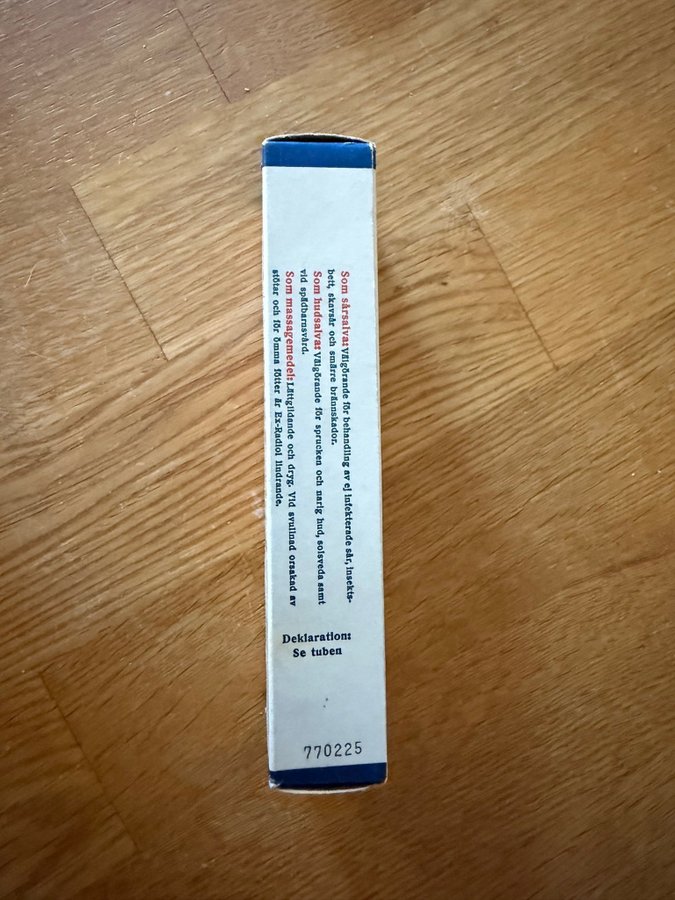 Som sårsalva: Välgörande för behandling av ej infekterade sår, insekts-
bett, skavsår och smärre brännskador.
Som hudsalva: Välgörande för sprucken och narig hud, solsveda samt
vid spädbarnsvård.
Som massagemedel: Lättglidande och dryg. Vid svullnad orsakad av
stötar och för ömma fötter är Ex-Radiol lindrande.
Deklaration:
Se tuben
770225